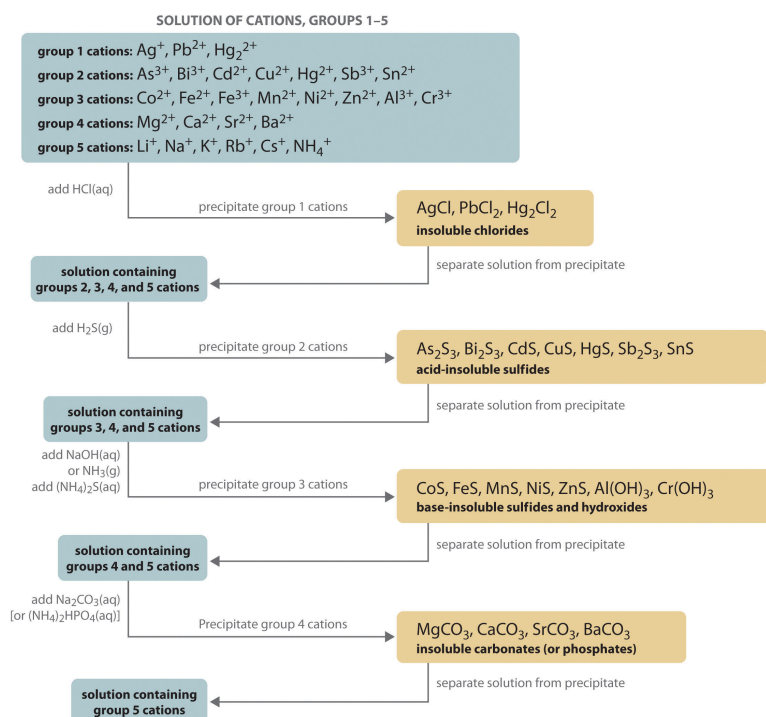 SOLUTION OF CATIONS, GROUPS 1–5
group 1 cations: Ag⁺, Pb²⁺, Hg₂²⁺
group 2 cations: As³⁺, Bi³⁺, Cd²⁺, Cu²⁺, Hg²⁺, Sb³⁺, Sn²⁺
group 3 cations: Co²⁺, Fe²⁺, Fe³⁺, Mn²⁺, Ni²⁺, Zn²⁺, Al³⁺, Cr³⁺
group 4 cations: Mg²⁺, Ca²⁺, Sr²⁺, Ba²⁺
group 5 cations: Li⁺, Na⁺, K⁺, Rb⁺, Cs⁺, NH₄⁺
add HCl(aq)
precipitate group 1 cations
AgCl, PbCl₂, Hg₂Cl₂
insoluble chlorides
separate solution from precipitate
solution containing
groups 2, 3, 4, and 5 cations
add H₂S(g)
precipitate group 2 cations
As₂S₃, Bi₂S₃, CdS, CuS, HgS, Sb₂S₃, SnS
acid-insoluble sulfides
separate solution from precipitate
solution containing
groups 3, 4, and 5 cations
add NaOH(aq)
or NH₃(g)
add (NH₄)₂S(aq)
precipitate group 3 cations
CoS, FeS, MnS, NiS, ZnS, Al(OH)₃, Cr(OH)₃
base-insoluble sulfides and hydroxides
separate solution from precipitate
solution containing
groups 4 and 5 cations
add Na₂CO₃(aq)
[or (NH₄)₂HPO₄(aq)]
Precipitate group 4 cations
MgCO₃, CaCO₃, SrCO₃, BaCO₃
insoluble carbonates (or phosphates)
separate solution from precipitate
solution containing
group 5 cations